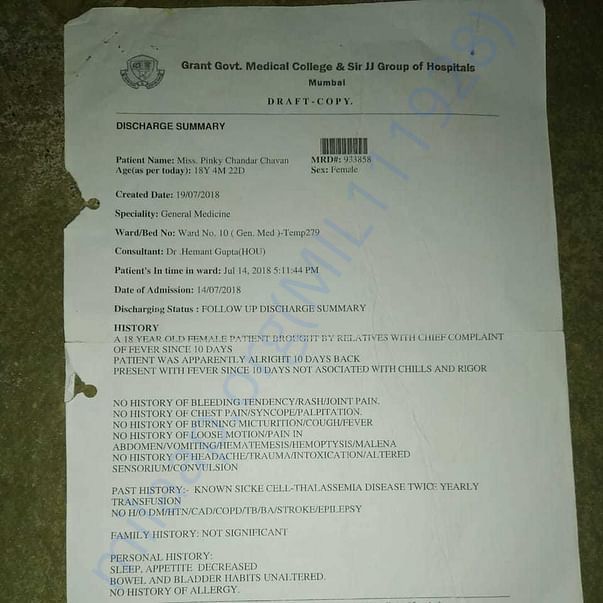 Grant Govt. Medical College & Sir JJ Group of Hospitals
Mumbai
DRAFT-COPY.
DISCHARGE SUMMARY
Patient Name: Miss. Pinky Chandar Chavan MRD#: 933858
Age(as per today): 18Y 4M 22D Sex: Female
Created Date: 19/07/2018
Speciality: General Medicine
Ward/Bed No: Ward No. 10 ( Gen. Med )-Temp279
Consultant: Dr .Hemant Gupta(HOU)
Patient's In time in ward: Jul 14, 2018 5:11:44 PM
Date of Admission: 14/07/2018
Discharging Status : FOLLOW UP DISCHARGE SUMMARY
HISTORY
A 18 YEAR OLD FEMALE PATIENT BROUGHT BY RELATIVES WITH CHIEF COMPLAINT
OF FEVER SINCE 10 DAYS
PATIENT WAS APPARENTLY ALRIGHT 10 DAYS BACK
PRESENT WITH FEVER SINCE 10 DAYS NOT ASOCIATED WITH CHILLS AND RIGOR
NO HISTORY OF BLEEDING TENDENCY/RASH/JOINT PAIN.
NO HISTORY OF CHEST PAIN/SYNCOPE/PALPITATION.
NO HISTORY OF BURNING MICTURITION/COUGH/FEVER
NO HISTORY OF LOOSE MOTION/PAIN IN
ABDOMEN/VOMITING/HEMATEMESIS/HEMOPTYSIS/MALENA
NO HISTORY OF HEADACHE/TRAUMA/INTOXICATION/ALTERED
SENSORIUM/CONVULSION
PAST HISTORY:- KNOWN SICKE CELL-THALASSEMIA DISEASE TWICE YEARLY
TRANSFUSION
NO H/O DM/HTN/CAD/COPD/TB/BA/STROKE/EPILEPSY
FAMILY HISTORY: NOT SIGNIFICANT
PERSONAL HISTORY:
SLEEP, APPETITE DECREASED
BOWEL AND BLADDER HABITS UNALTERED.
NO HISTORY OF ALLERGY.
milaap.org(MIL1111928)